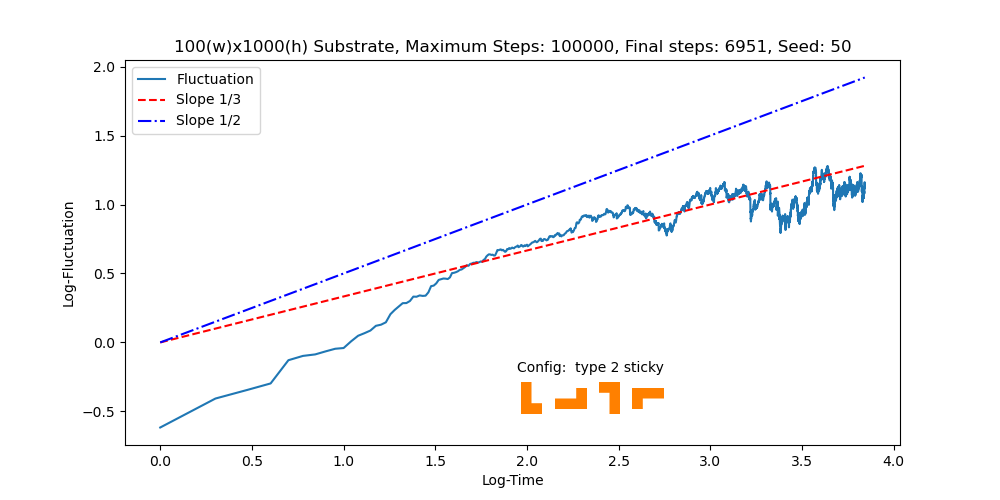 100(w)x1000(h) Substrate, Maximum Steps: 100000, Final steps: 6951, Seed: 50
Fluctuation
Slope 1/3
Slope 1/2
2.0
1.5
1.0
0.5
0.0
−0.5
Log-Fluctuation
Config:  type 2 sticky
0.0 0.5 1.0 1.5 2.0 2.5 3.0 3.5 4.0
Log-Time